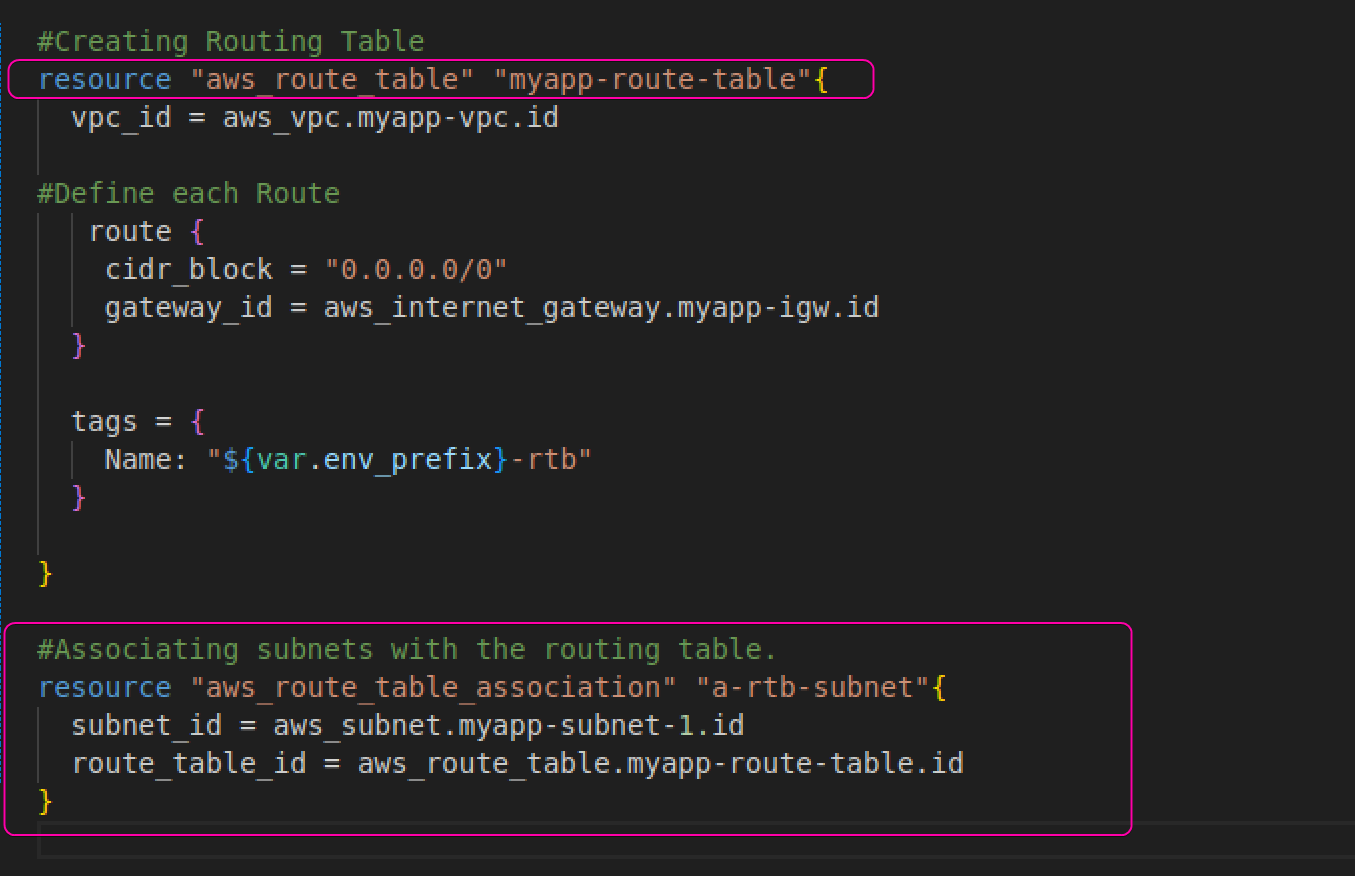 #Creating Routing Table
resource "aws_route_table" "myapp-route-table"{
vpc_id = aws_vpc.myapp-vpc.id
#Define each Route
route {
cidr_block = "0.0.0.0/0"
gateway_id = aws_internet_gateway.myapp-igw.id
}
tags = {
Name: "${var.env_prefix}-rtb"
}
}
#Associating subnets with the routing table.
resource "aws_route_table_association" "a-rtb-subnet"{
subnet_id = aws_subnet.myapp-subnet-1.id
route_table_id = aws_route_table.myapp-route-table.id
}